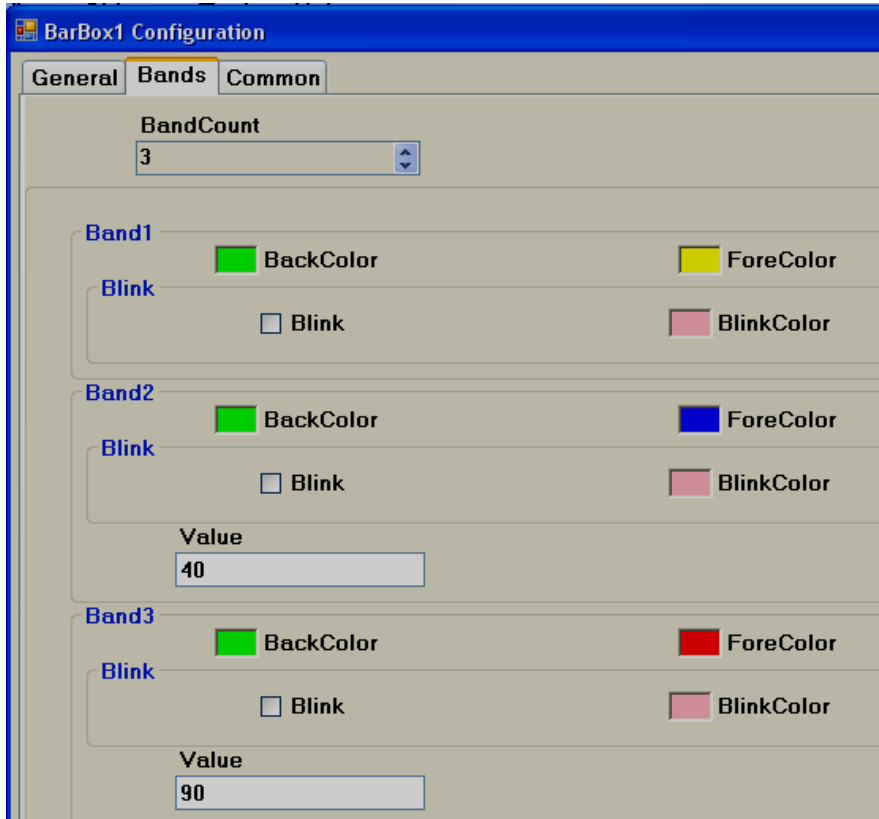 BarBox1 Configuration
General Bands Common
BandCount
3
Band1
BackColor ForeColor
Blink
Blink BlinkColor
Band2
BackColor ForeColor
Blink
Blink BlinkColor
Value
40
Band3
BackColor ForeColor
Blink
Blink BlinkColor
Value
90